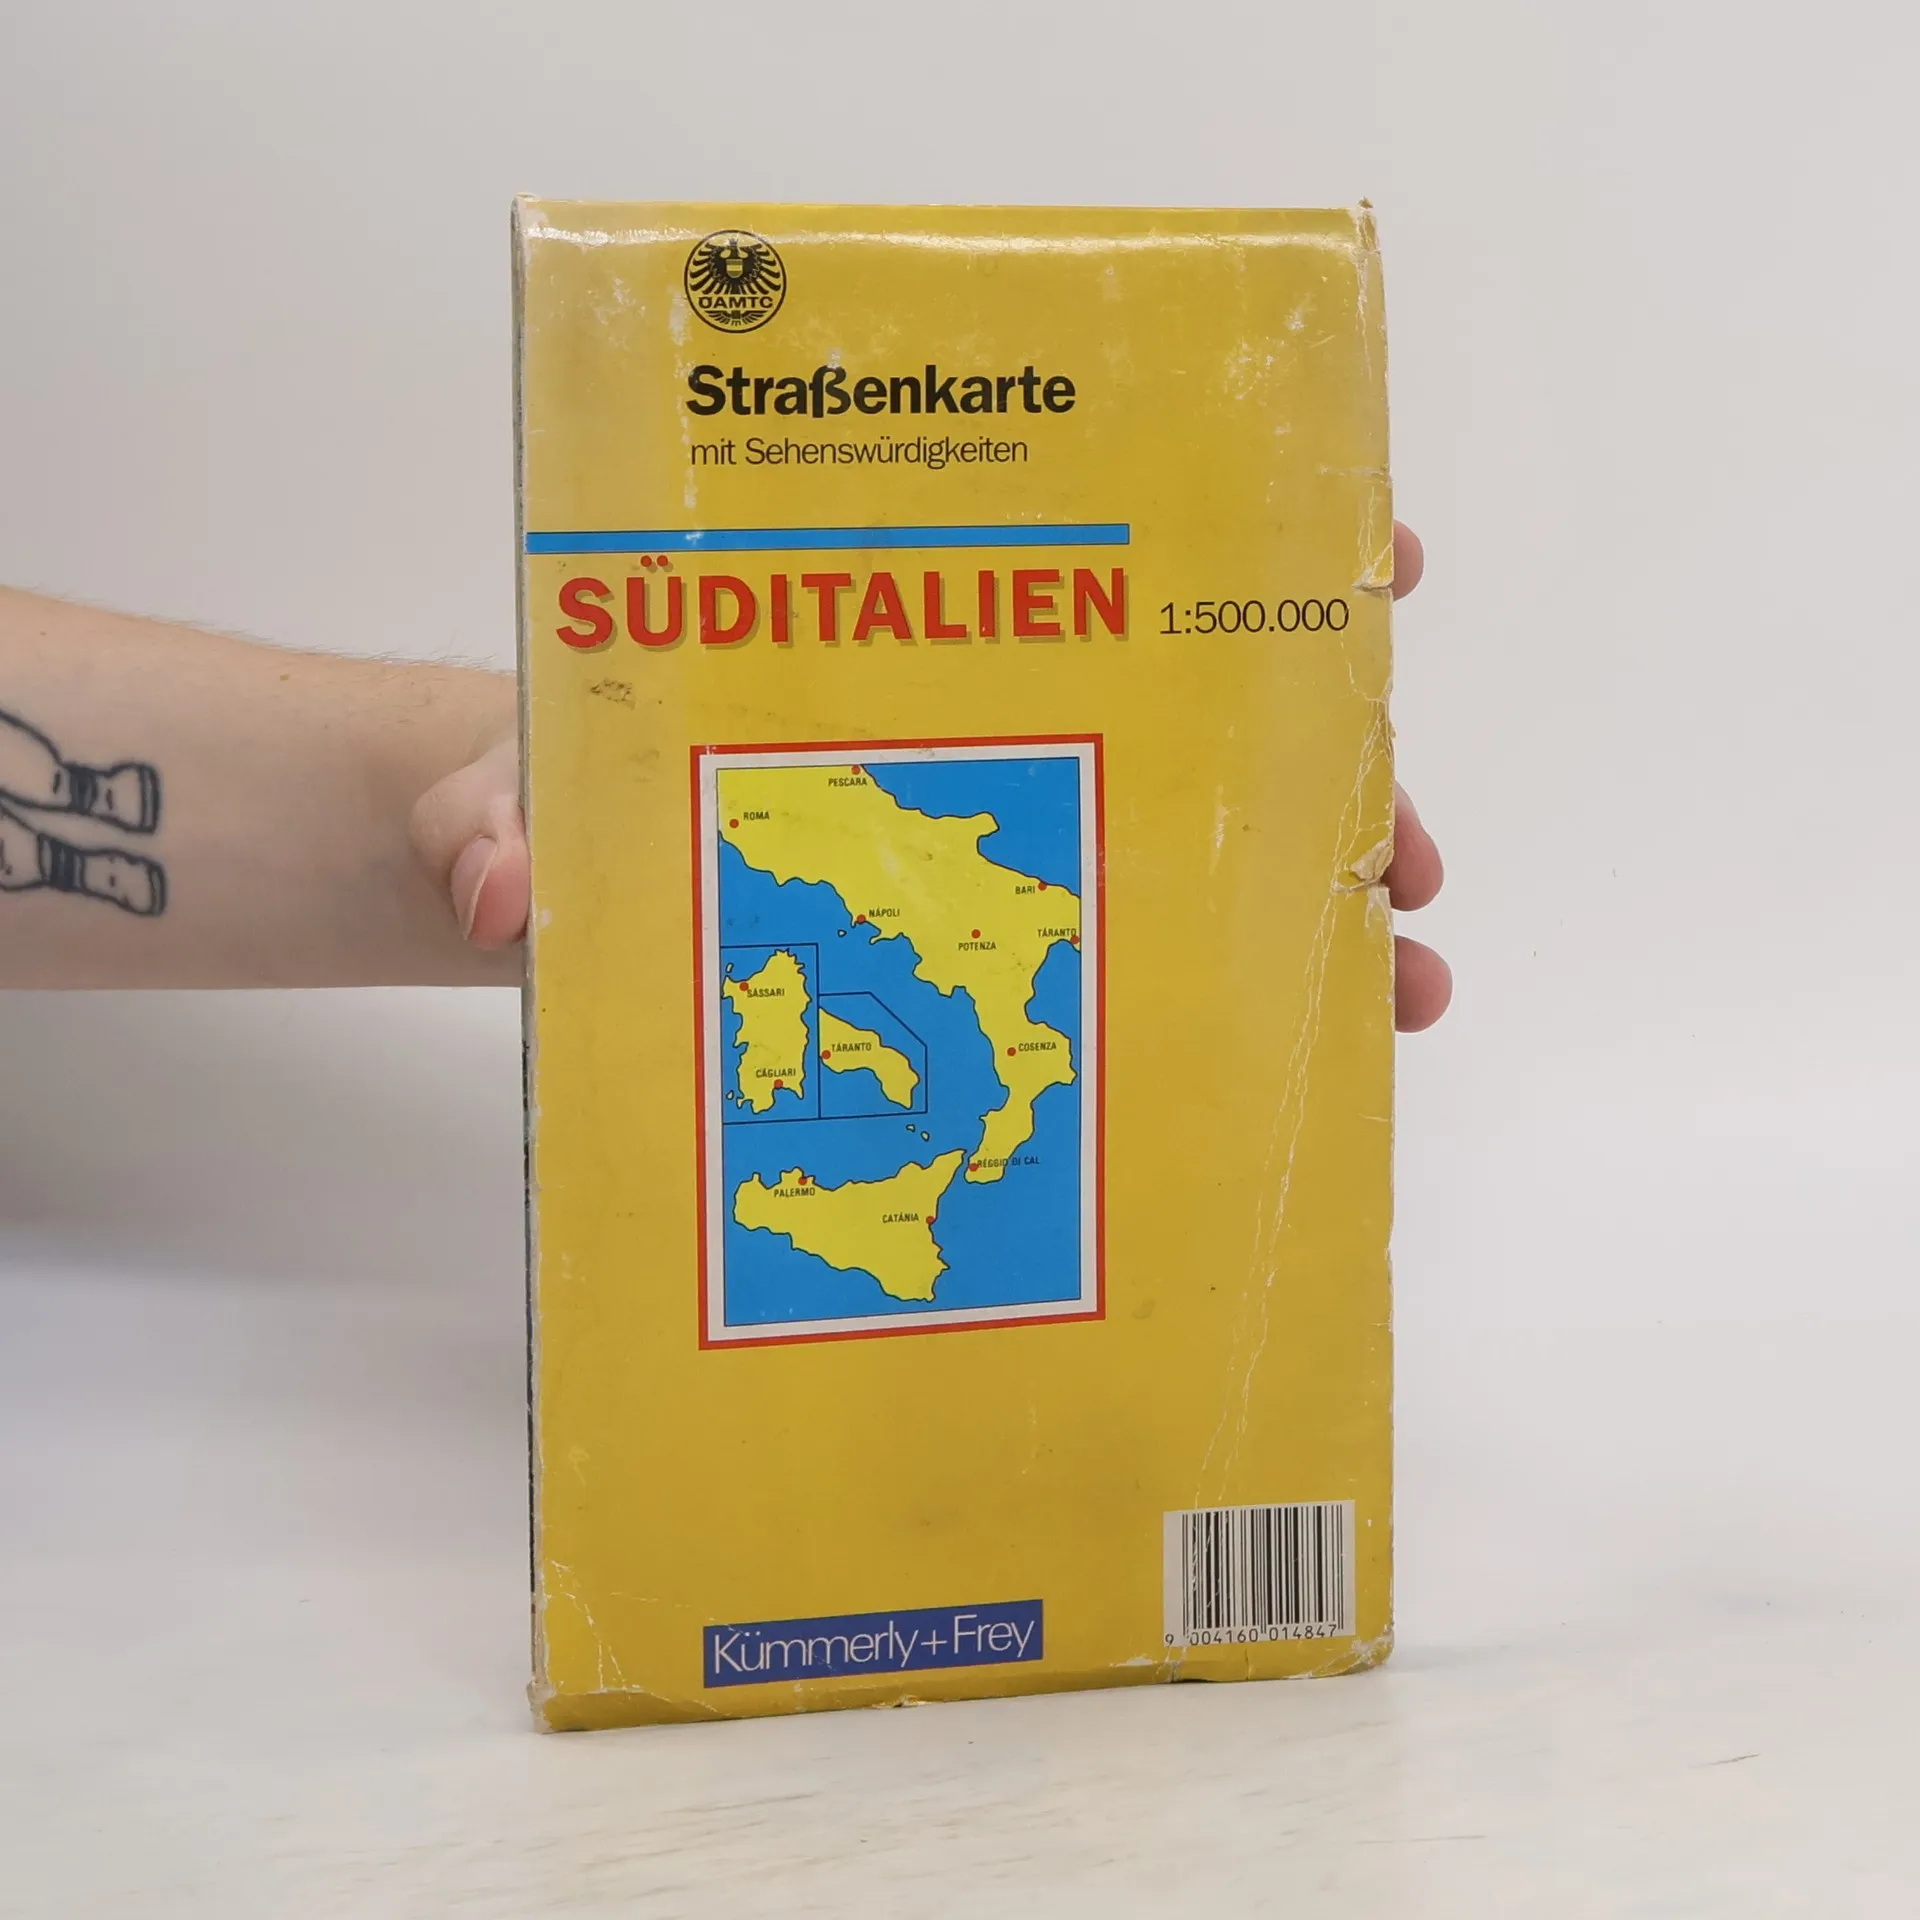 ÖAMTC
Straßenkarte
mit Sehenswürdigkeiten
SÜDITALIEN 1:500.000
PESCARA
ROMA
BARI
NÁPOLI
TÁRANTO
POTENZA
SÁSSARI
TÁRANTO
COSENZA
CÁGLIARI
RÉGGIO DI CAL.
PALERMO
CATÁNIA
Kümmerly+Frey
9 004160 014847